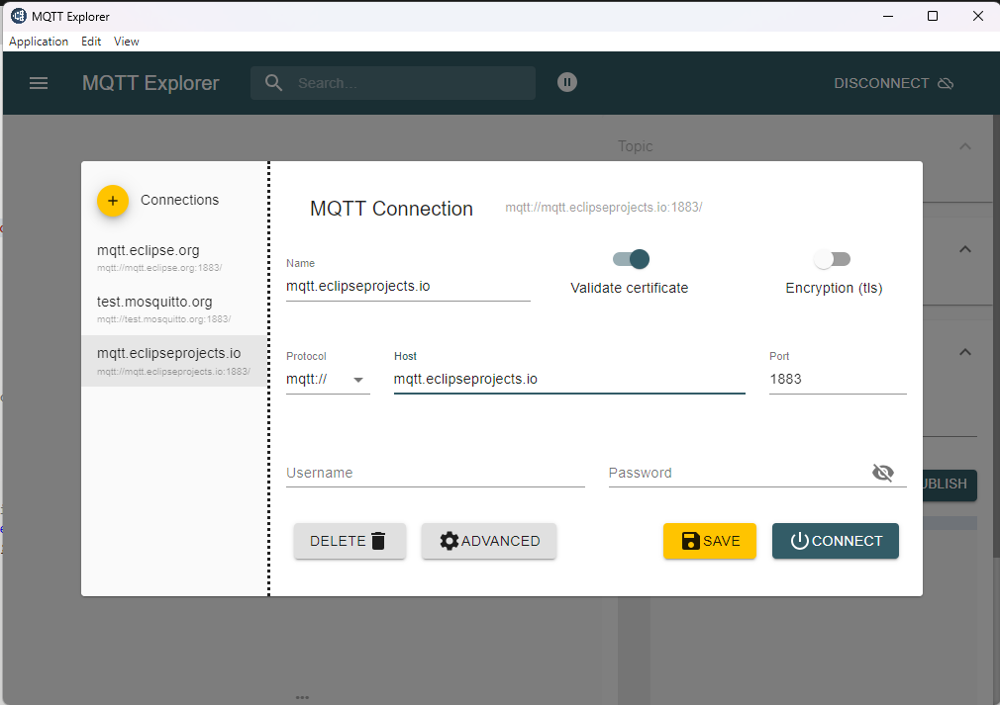 MQTT Explorer
Application Edit View
MQTT Explorer Search... DISCONNECT
Topic
+ Connections
mqtt.eclipse.org
mqtt://mqtt.eclipse.org:1883/
test.mosquitto.org
mqtt://test.mosquitto.org:1883/
mqtt.eclipseprojects.io
mqtt://mqtt.eclipseprojects.io:1883/
MQTT Connection mqtt://mqtt.eclipseprojects.io:1883/
Name
mqtt.eclipseprojects.io
Validate certificate
Encryption (tls)
Protocol
mqtt://
Host
mqtt.eclipseprojects.io
Port
1883
Username
Password
UBLISH
DELETE
ADVANCED
SAVE
CONNECT